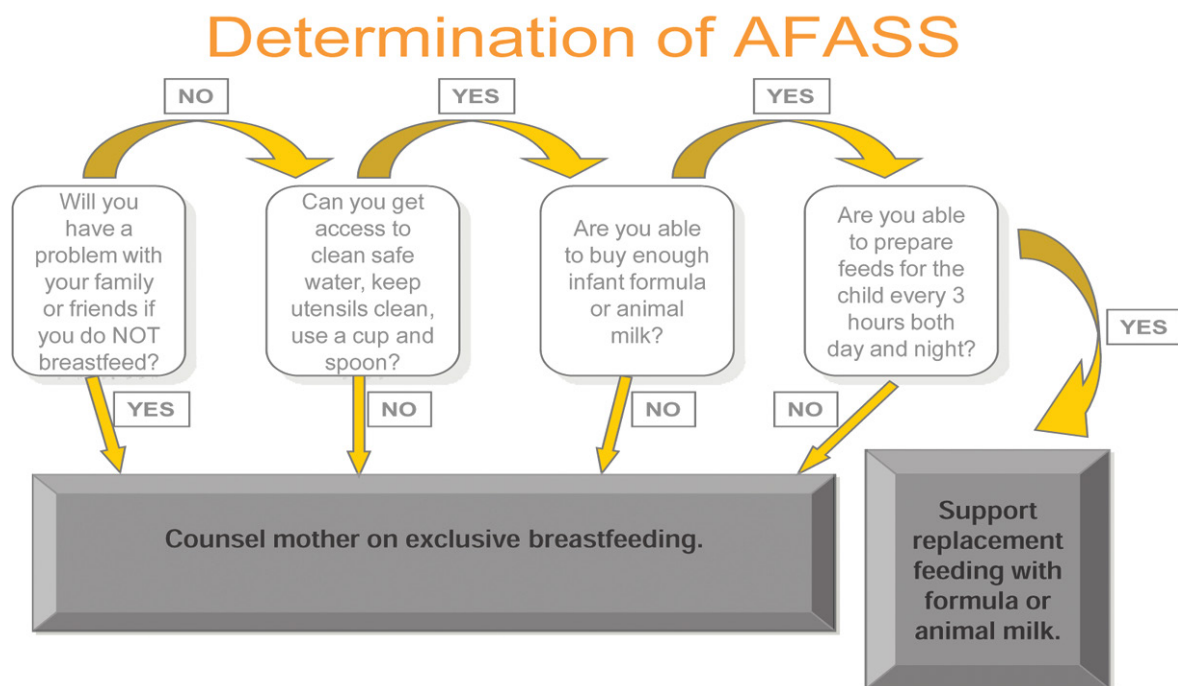 Determination of AFASS
NO
YES
YES
Will you
have a
problem with
your family
or friends if
you do NOT
breastfeed?
Can you get
access to
clean safe
water, keep
utensils clean,
use a cup and
spoon?
Are you able
to buy enough
infant formula
or animal
milk?
Are you able
to prepare
feeds for the
child every 3
hours both
day and night?
YES
YES
NO
NO
NO
Counsel mother on exclusive breastfeeding.
Support
replacement
feeding with
formula or
animal milk.